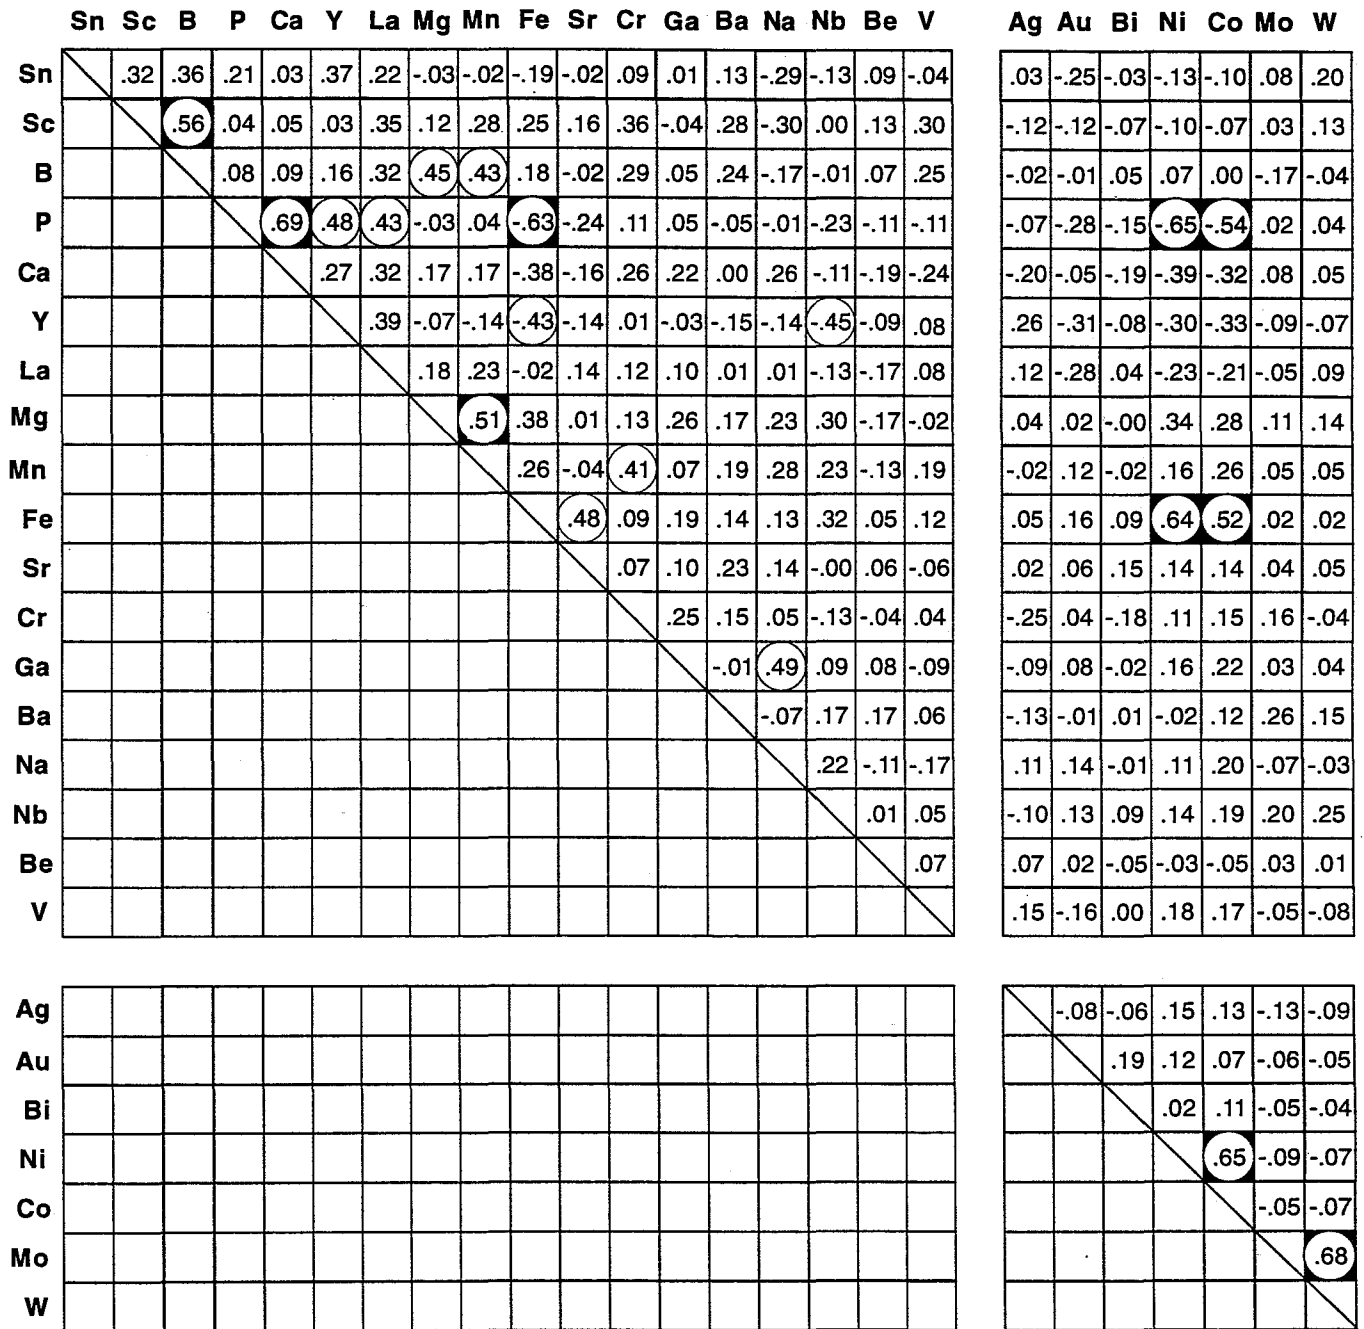 Sn Sc B P Ca Y La Mg Mn Fe Sr Cr Ga Ba Na Nb Be V Ag Au Bi Ni Co Mo W
Sn .32 .36 .21 .03 .37 .22 -.03 -.02 -.19 -.02 .09 .01 .13 -.29 -.13 .09 -.04 .03 -.25 -.03 -.13 -.10 .08 .20
Sc .56 .04 .05 .03 .35 .12 .28 .25 .16 .36 -.04 .28 -.30 .00 .13 .30 -.12 -.12 -.07 -.10 -.07 .03 .13
B .08 .09 .16 .32 .45 .43 .18 -.02 .29 .05 .24 -.17 -.01 .07 .25 -.02 -.01 .05 .07 .00 -.17 -.04
P .69 .48 .43 -.03 .04 -.63 -.24 .11 .05 -.05 -.01 -.23 -.11 -.11 -.07 -.28 -.15 -.65 -.54 .02 .04
Ca .27 .32 .17 .17 -.38 -.16 .26 .22 .00 .26 -.11 -.19 -.24 -.20 -.05 -.19 -.39 -.32 .08 .05
Y .39 -.07 -.14 -.43 -.14 .01 -.03 -.15 -.14 -.45 -.09 .08 .26 -.31 -.08 -.30 -.33 -.09 -.07
La .18 .23 -.02 .14 .12 .10 .01 .01 -.13 -.17 .08 .12 -.28 .04 -.23 -.21 -.05 .09
Mg .51 .38 .01 .13 .26 .17 .23 .30 -.17 -.02 .04 .02 -.00 .34 .28 .11 .14
Mn .26 -.04 .41 .07 .19 .28 .23 -.13 .19 -.02 .12 -.02 .16 .26 .05 .05
Fe .48 .09 .19 .14 .13 .32 .05 .12 .05 .16 .09 .64 .52 .02 .02
Sr .07 .10 .23 .14 -.00 .06 -.06 .02 .06 .15 .14 .14 .04 .05
Cr .25 .15 .05 -.13 -.04 .04 -.25 .04 -.18 .11 .15 .16 -.04
Ga -.01 .49 .09 .08 -.09 -.09 .08 -.02 .16 .22 .03 .04
Ba -.07 .17 .17 .06 -.13 -.01 .01 -.02 .12 .26 .15
Na .22 -.11 -.17 .11 .14 -.01 .11 .20 -.07 -.03
Nb .01 .05 -.10 .13 .09 .14 .19 .20 .25
Be .07 .07 .02 -.05 -.03 -.05 .03 .01
V .15 -.16 .00 .18 .17 -.05 -.08
Ag -.08 -.06 .15 .13 -.13 -.09
Au .19 .12 .07 -.06 -.05
Bi .02 .11 -.05 -.04
Ni .65 -.09 -.07
Co -.05 -.07
Mo .68
W